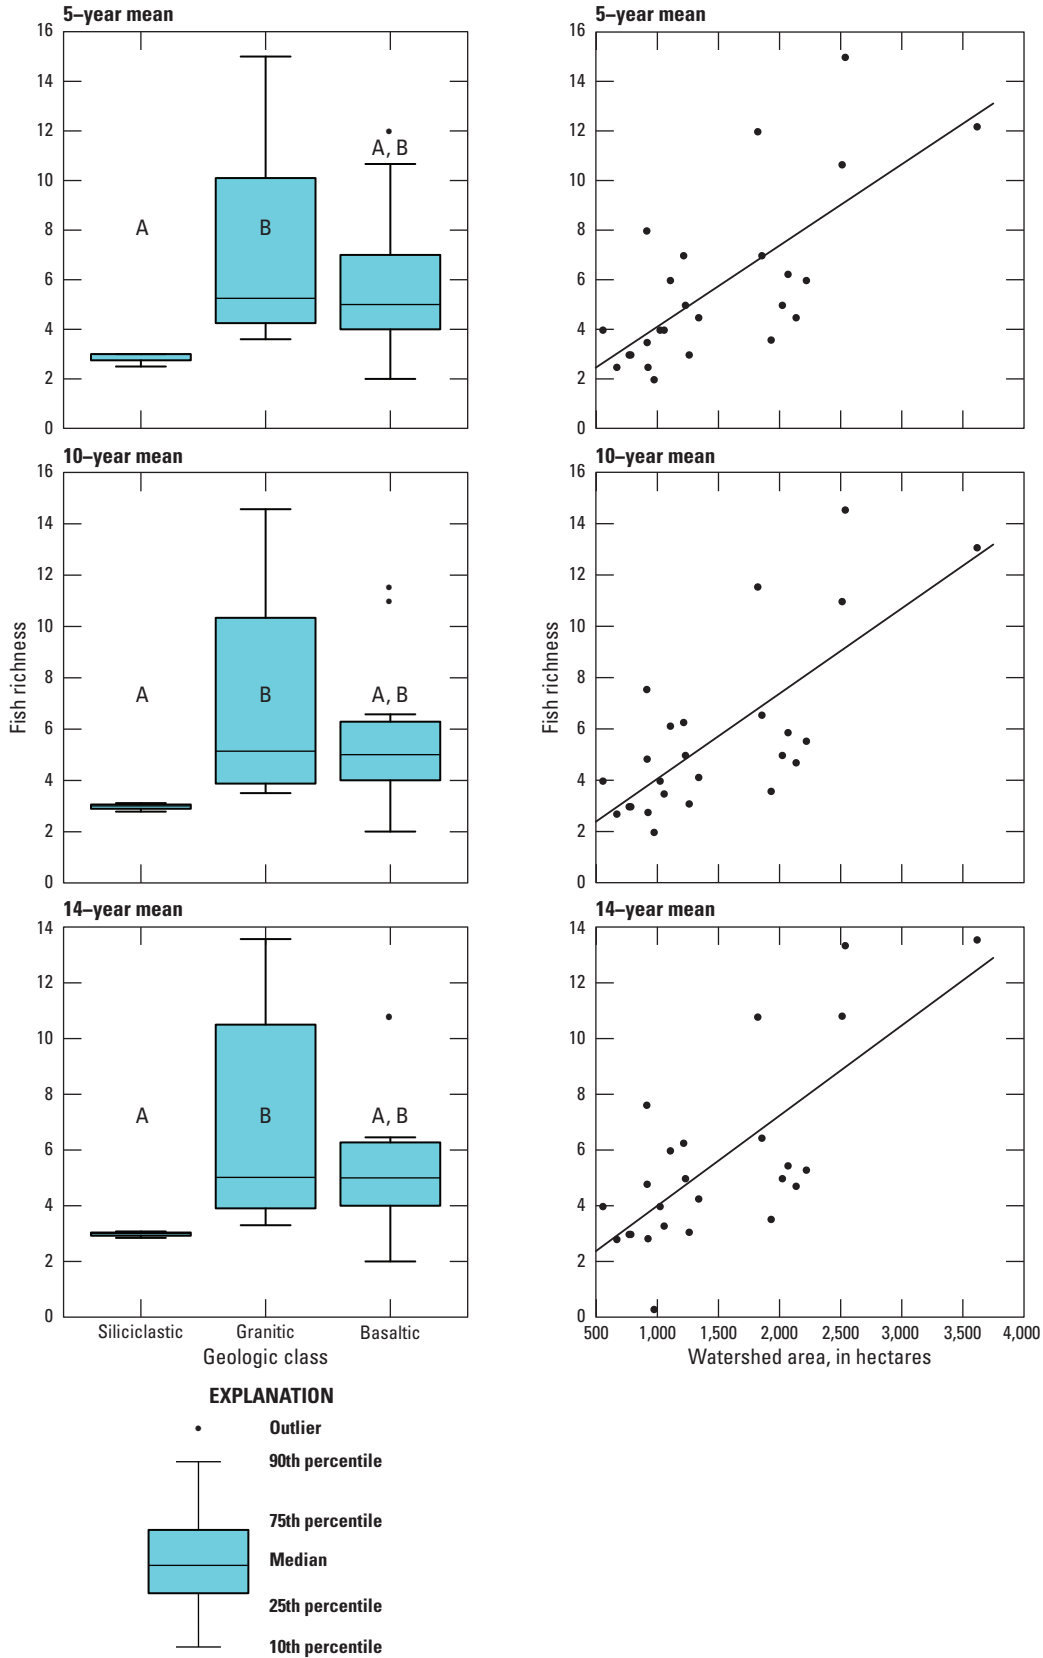 5–year mean
16
14
12
10
8
6
4
2
0
A
B
A, B
5–year mean
16
14
12
10
8
6
4
2
0
10–year mean
16
14
12
10
8
6
4
2
0
Fish richness
A
B
A, B
10–year mean
16
14
12
10
8
6
4
2
0
Fish richness
14–year mean
14
12
10
8
6
4
2
0
A
B
A, B
Siliciclastic Granitic Basaltic
Geologic class
14–year mean
14
12
10
8
6
4
2
0
500 1,000 1,500 2,000 2,500 3,000 3,500 4,000
Watershed area, in hectares
EXPLANATION
Outlier
90th percentile
75th percentile
Median
25th percentile
10th percentile